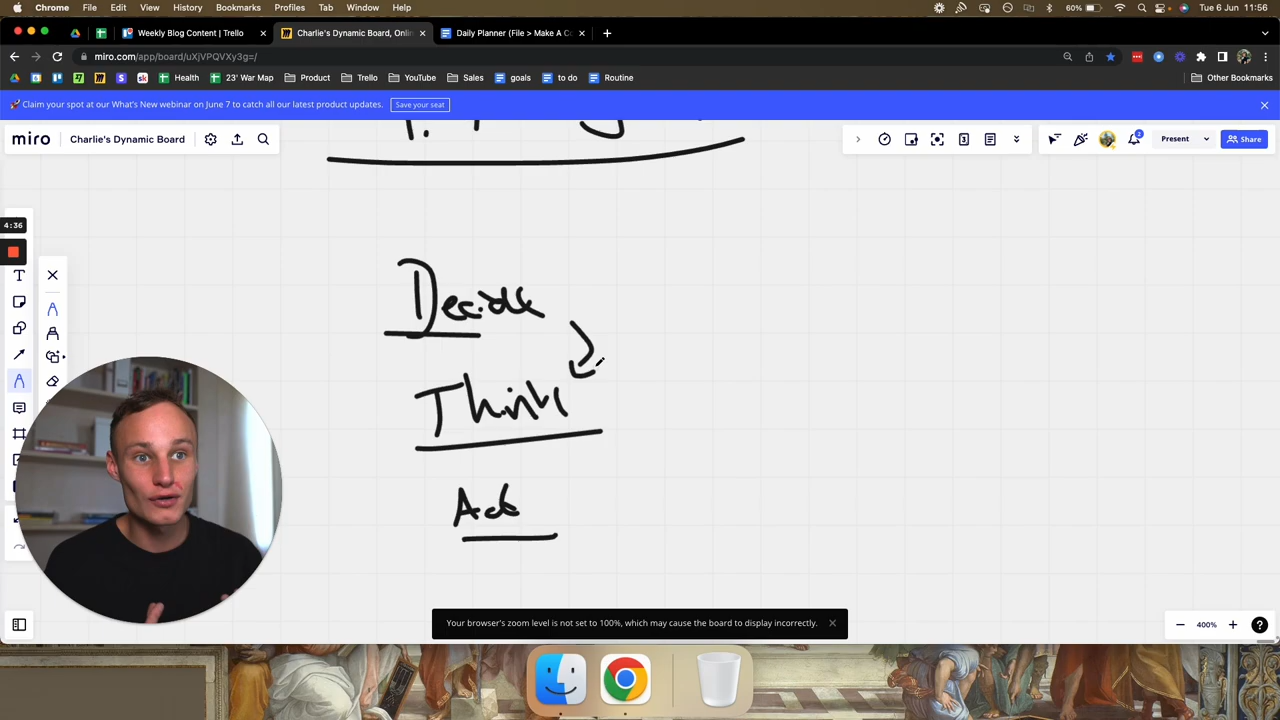 Chrome File Edit View History Bookmarks Profiles Tab Window Help 60% Tue 6 Jun 11:56
Weekly Blog Content | Trello Charlie's Dynamic Board, Onlin Daily Planner (File > Make A Co
miro.com/app/board/uXjVPQVXy3g=/
Health 23' War Map Product Trello YouTube Sales goals to do Routine Other Bookmarks
🚀 Claim your spot at our What's New webinar on June 7 to catch all our latest product updates. Save your seat
miro Charlie's Dynamic Board 3 2 Present Share
4:36
T
Decide
Think
Act
Your browser's zoom level is not set to 100%, which may cause the board to display incorrectly.
400% ?